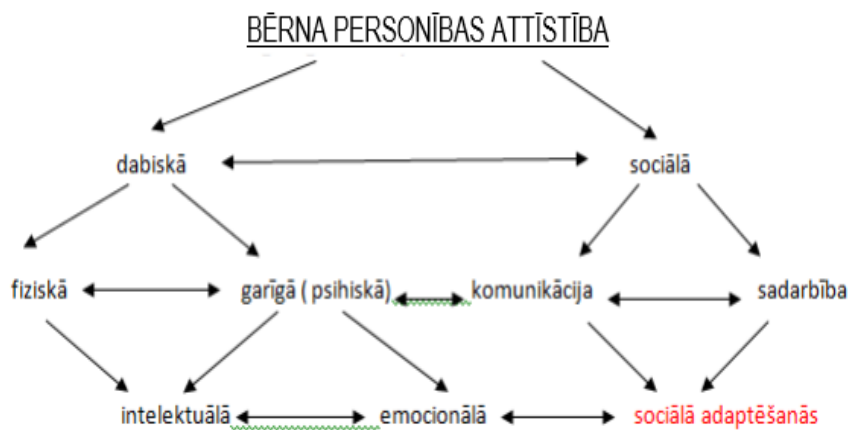 BĒRNA PERSONĪBAS ATTĪSTĪBA
dabiskā sociālā
fiziskā garīgā ( psihiskā) komunikācija sadarbība
intelektuālā emocionālā sociālā adaptēšanās